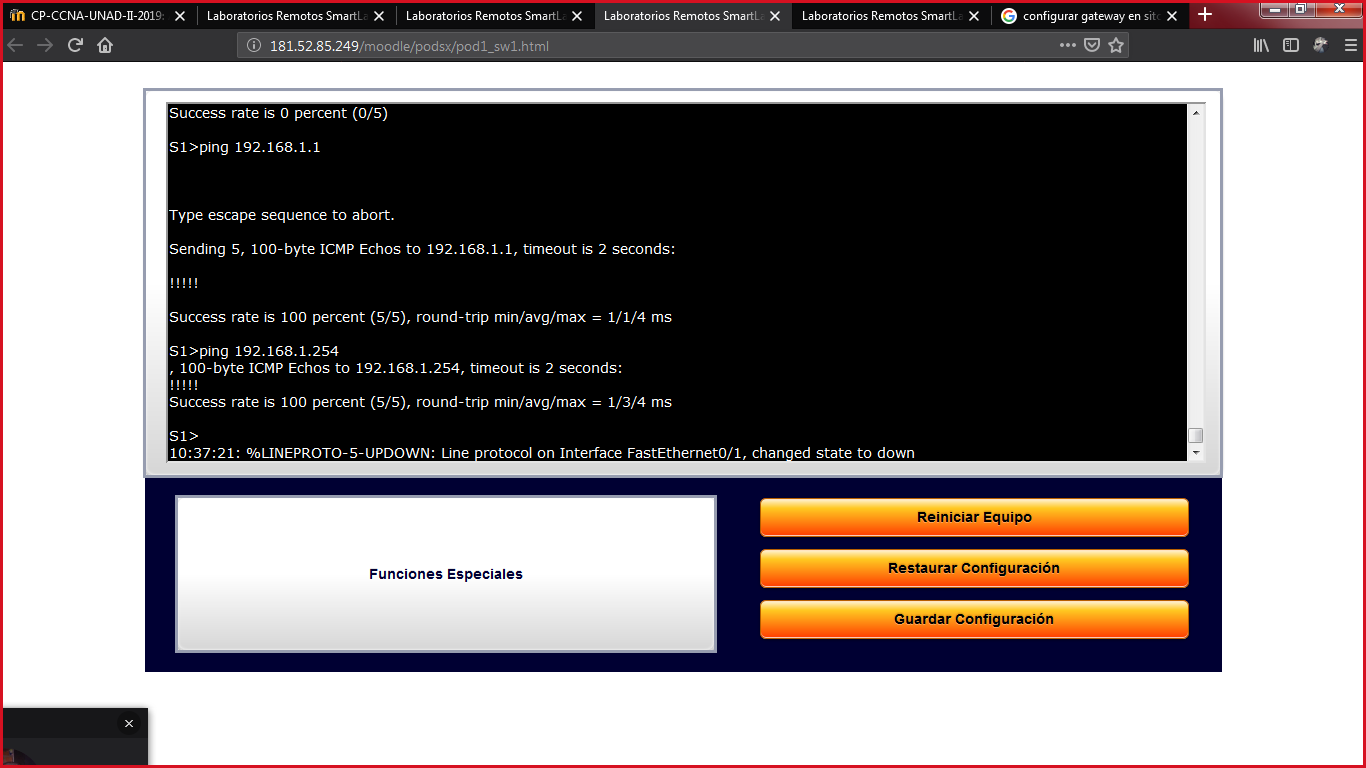 CP-CCNA-UNAD-II-2019:
Laboratorios Remotos SmartLa
Laboratorios Remotos SmartLa
Laboratorios Remotos SmartLa
Laboratorios Remotos SmartLa
configurar gateway en sit
181.52.85.249/moodle/podsx/pod1_sw1.html
Success rate is 0 percent (0/5)
S1>ping 192.168.1.1
Type escape sequence to abort.
Sending 5, 100-byte ICMP Echos to 192.168.1.1, timeout is 2 seconds:
!!!!!
Success rate is 100 percent (5/5), round-trip min/avg/max = 1/1/4 ms
S1>ping 192.168.1.254
, 100-byte ICMP Echos to 192.168.1.254, timeout is 2 seconds:
!!!!!
Success rate is 100 percent (5/5), round-trip min/avg/max = 1/3/4 ms
S1>
10:37:21: %LINEPROTO-5-UPDOWN: Line protocol on Interface FastEthernet0/1, changed state to down
Funciones Especiales
Reiniciar Equipo
Restaurar Configuración
Guardar Configuración